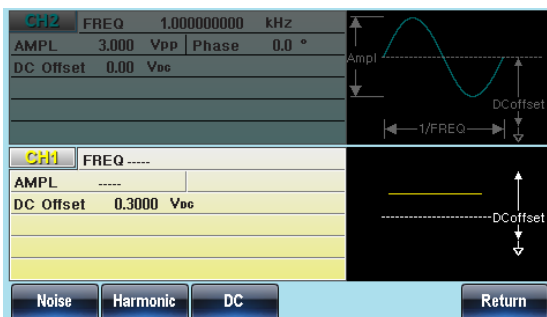 CH2 FREQ 1.000000000 kHz
AMPL 3.000 VPP Phase 0.0 °
DC Offset 0.00 VDC
Ampl
DCoffset
1/FREQ
CH1 FREQ -----
AMPL -----
DC Offset 0.3000 VDC
DCoffset
Noise Harmonic DC Return